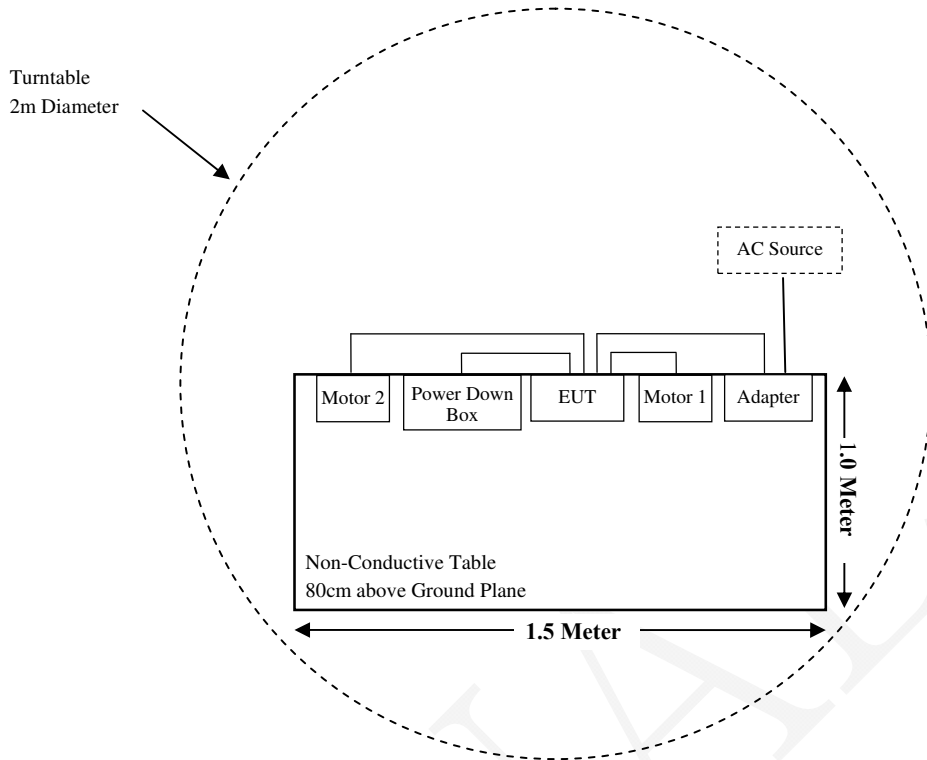 Turntable
2m Diameter
AC Source
Motor 2
Power Down
Box
EUT
Motor 1
Adapter
1.0 Meter
Non-Conductive Table
80cm above Ground Plane
1.5 Meter